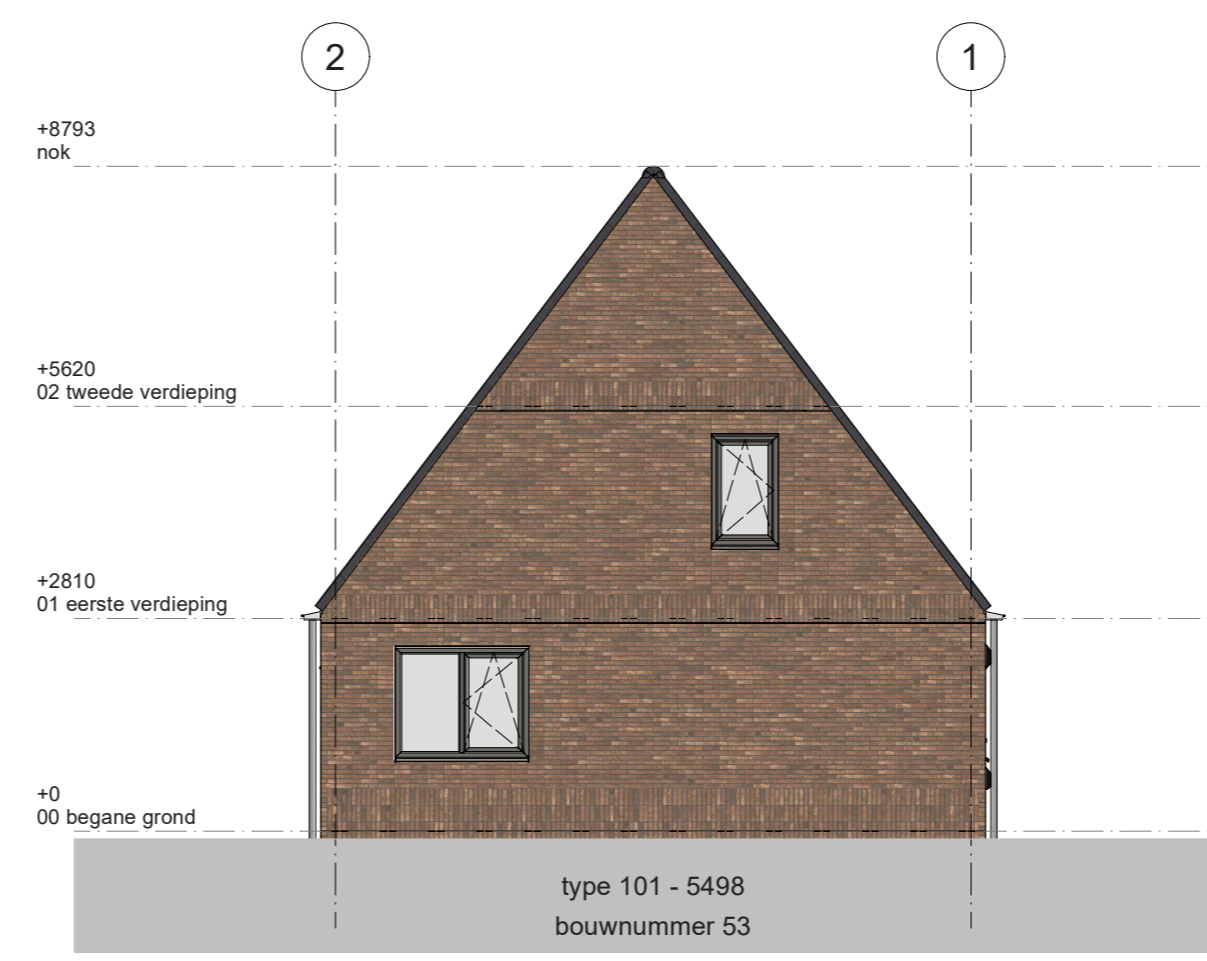 2
1
+8793
nok
+5620
02 tweede verdieping
+2810
01 eerste verdieping
+0
00 begane grond
type 101 - 5498
bouwnummer 53